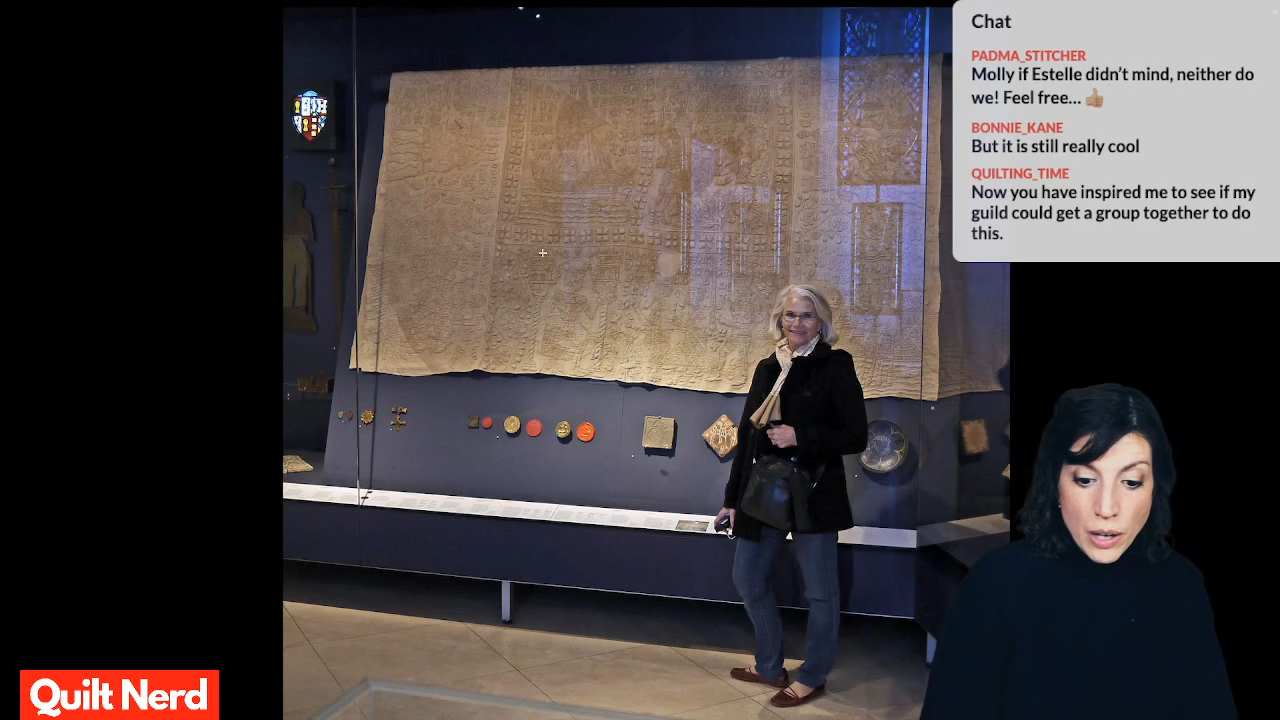 Chat
PADMA_STITCHER
Molly if Estelle didn't mind, neither do
we! Feel free... 👍🏼
BONNIE_KANE
But it is still really cool
QUILTING_TIME
Now you have inspired me to see if my
guild could get a group together to do
this.
Quilt Nerd